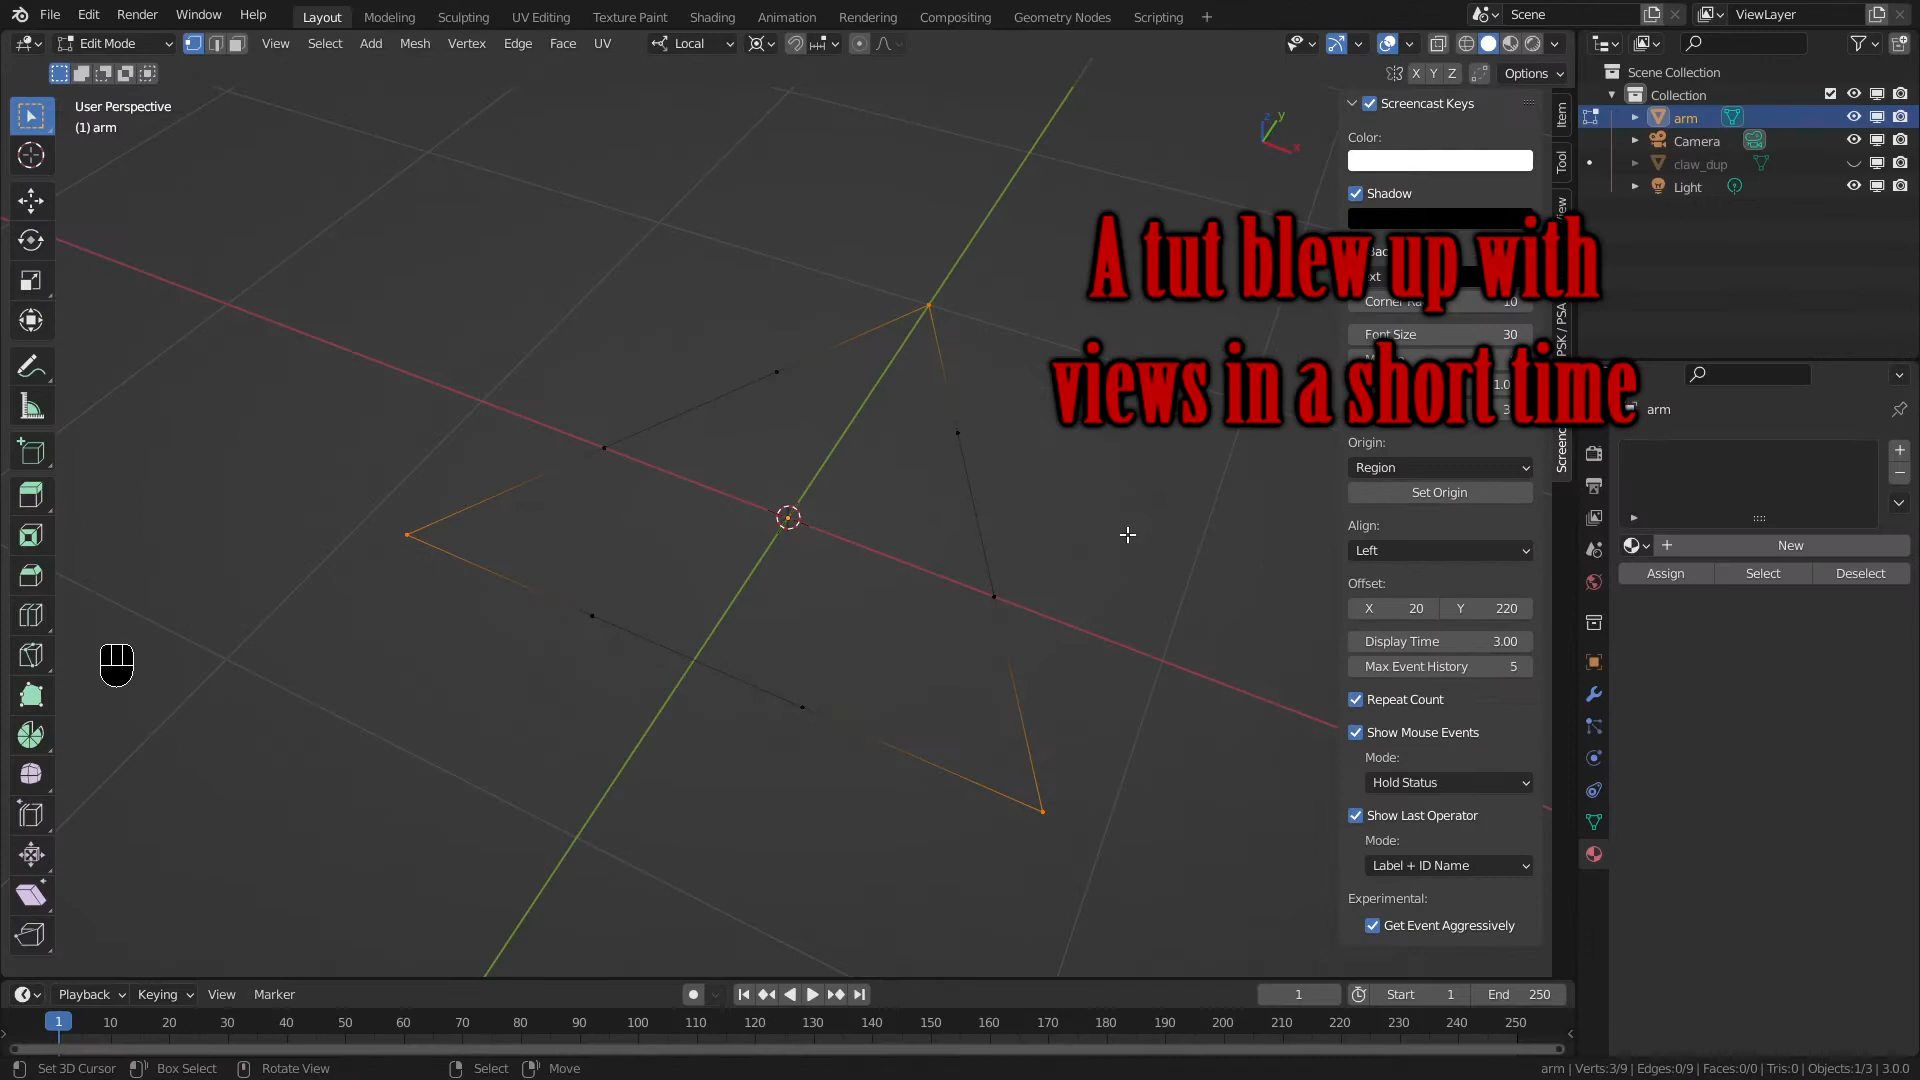 File Edit Render Window Help Layout Modeling Sculpting UV Editing Texture Paint Shading Animation Rendering Compositing Geometry Nodes Scripting + Scene ViewLayer
Edit Mode View Select Add Mesh Vertex Edge Face UV Local
X Y Z Options
User Perspective
(1) arm
z y x
Screencast Keys
Color:
Shadow
A tut blew up with
views in a short time
Corner Ra 10
Font Size 30
Origin:
Region
Set Origin
Align:
Left
Offset:
X 20 Y 220
Display Time 3.00
Max Event History 5
Repeat Count
Show Mouse Events
Mode:
Hold Status
Show Last Operator
Mode:
Label + ID Name
Experimental:
Get Event Aggressively
Item
Tool
View
PSK / PSA
Screenc
Scene Collection
Collection
arm
Camera
claw_dup
Light
arm
+
New
Assign Select Deselect
Playback Keying View Marker 1 Start 1 End 250
1 10 20 30 40 50 60 70 80 90 100 110 120 130 140 150 160 170 180 190 200 210 220 230 240 250
Set 3D Cursor Box Select Rotate View Select Move arm | Verts:3/9 | Edges:0/9 | Faces:0/0 | Tris:0 | Objects:1/3 | 3.0.0